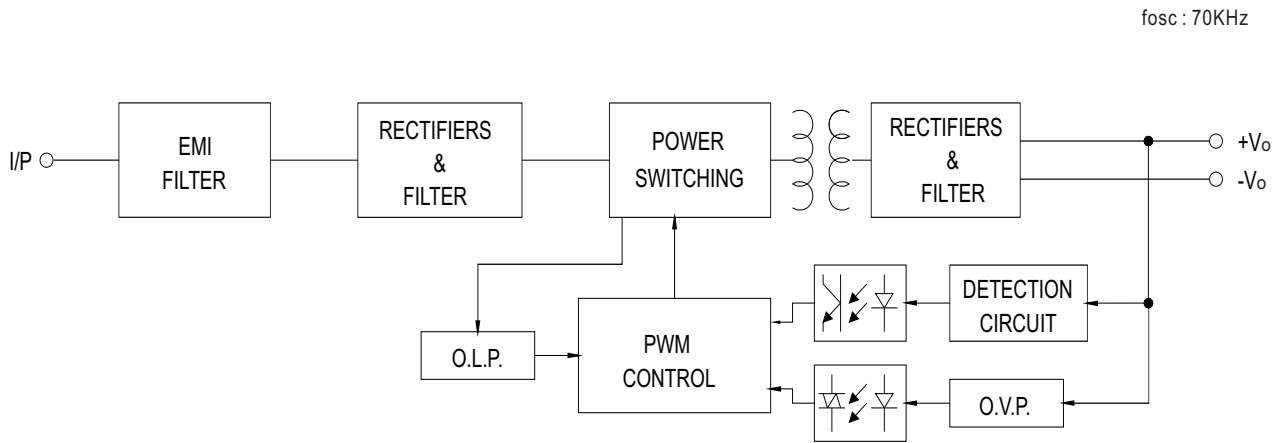 fosc : 70KHz
I/P
EMI
FILTER
RECTIFIERS
&
FILTER
POWER
SWITCHING
RECTIFIERS
&
FILTER
+Vo
-Vo
DETECTION
CIRCUIT
O.L.P.
PWM
CONTROL
O.V.P.